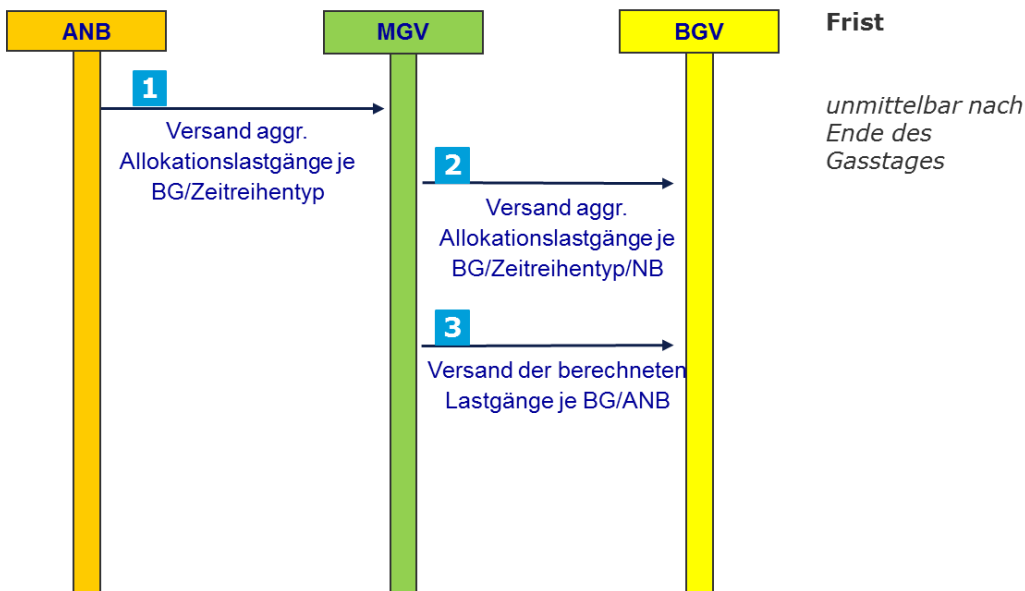 ANB
MGV
BGV
Frist
1
unmittelbar nach
Ende des
Gasstages
Versand aggr.
Allokationslastgänge je
BG/Zeitreihentyp
2
Versand aggr.
Allokationslastgänge je
BG/Zeitreihentyp/NB
3
Versand der berechneten
Lastgänge je BG/ANB